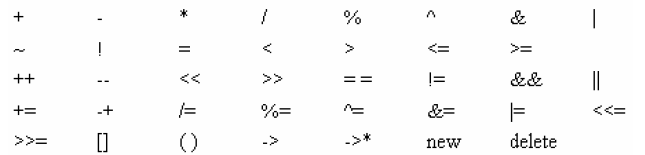 + - * / % ^ & |
~ ! = < > <= >=
++ -- << >> == != && ||
+= -+ /= %= ^= &= |= <<=
>>= [] () -> ->* new delete